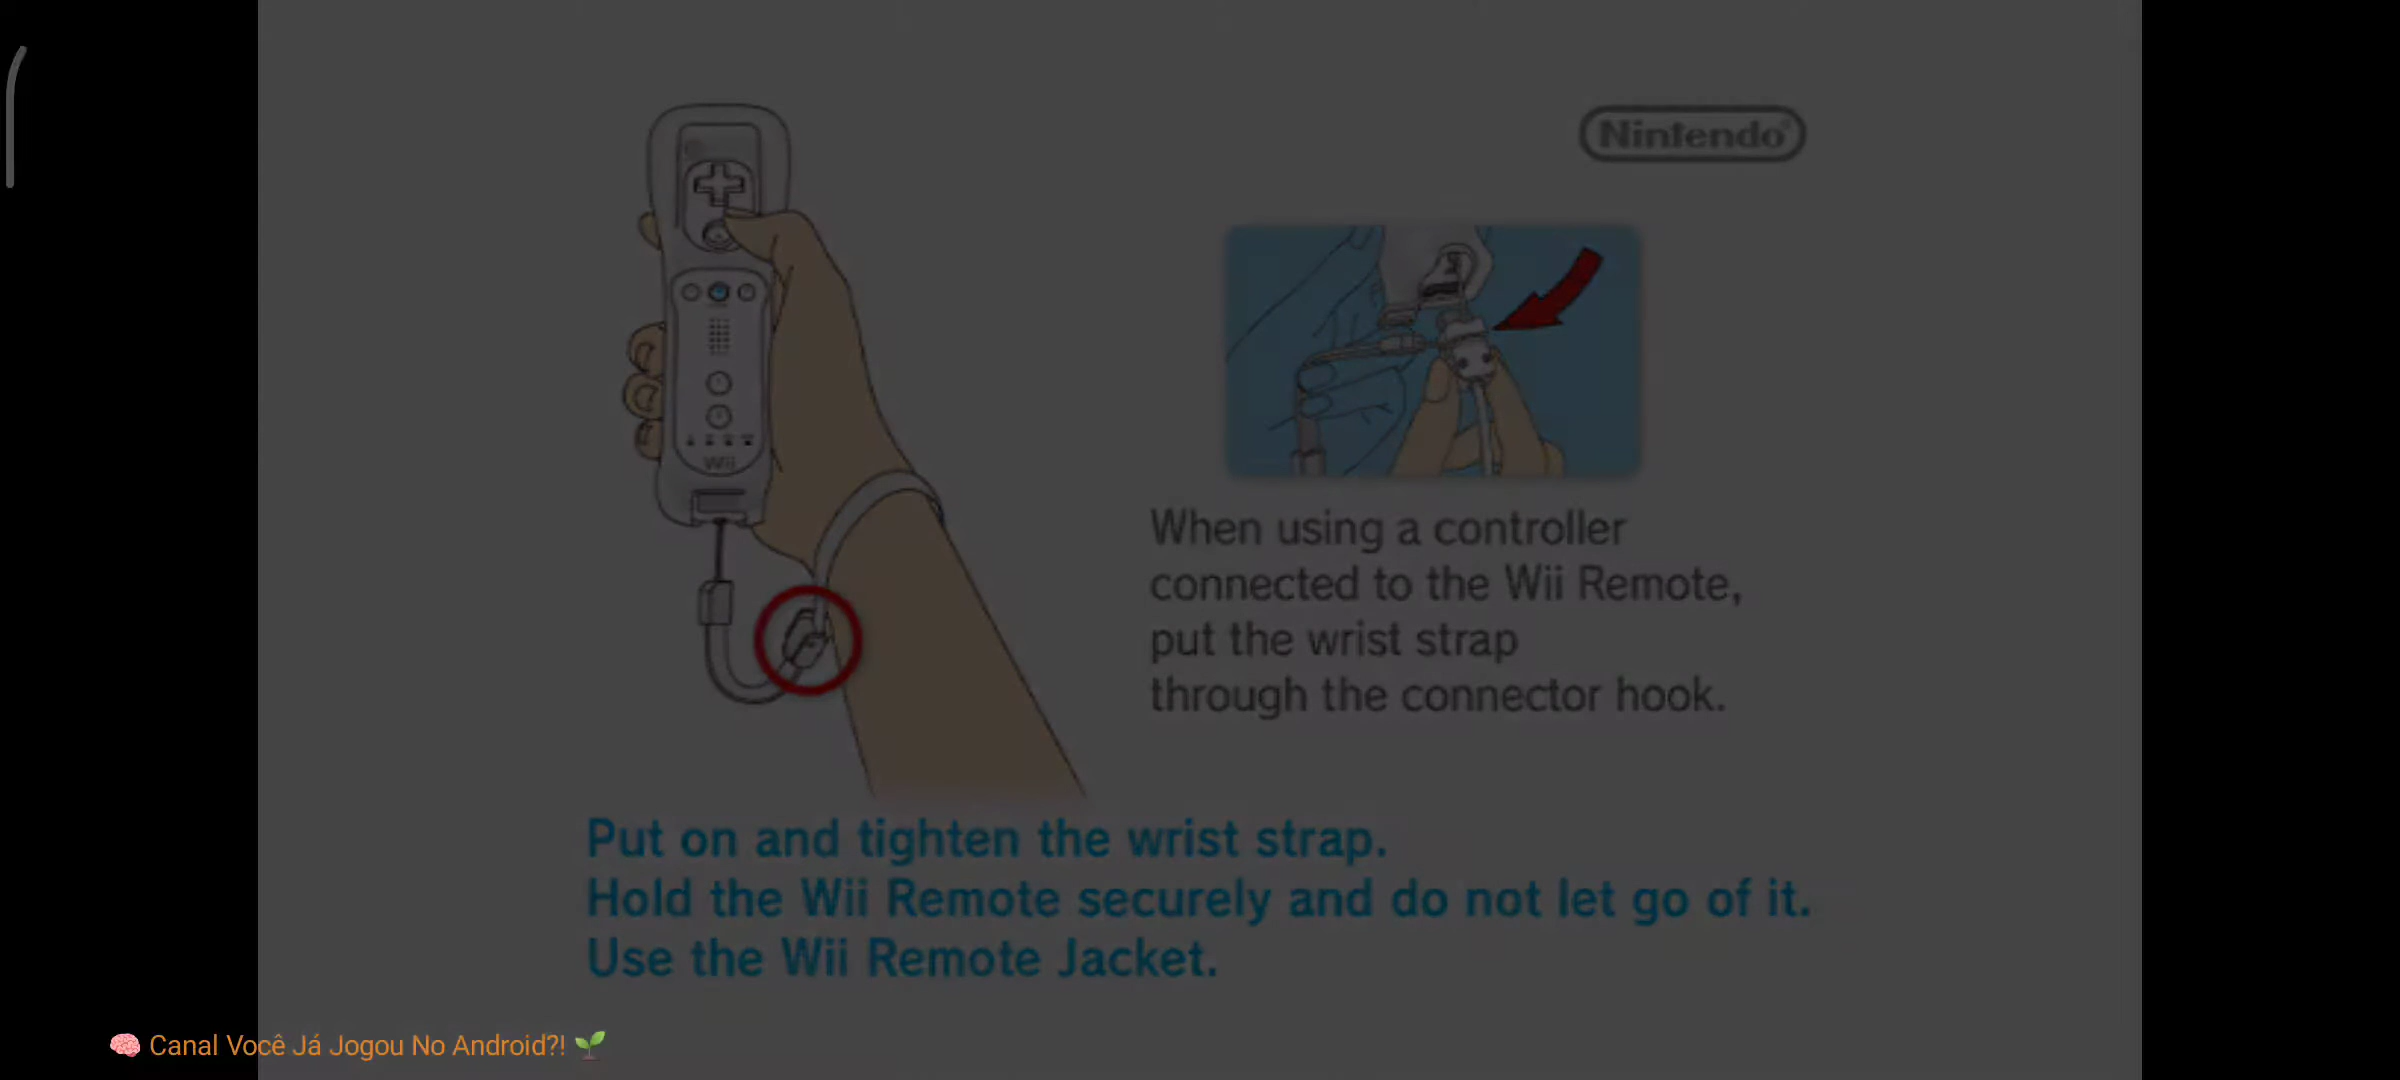 Nintendo®
Wii
When using a controller
connected to the Wii Remote,
put the wrist strap
through the connector hook.
Put on and tighten the wrist strap.
Hold the Wii Remote securely and do not let go of it.
Use the Wii Remote Jacket.
🧠 Canal Você Já Jogou No Android?! 🌱